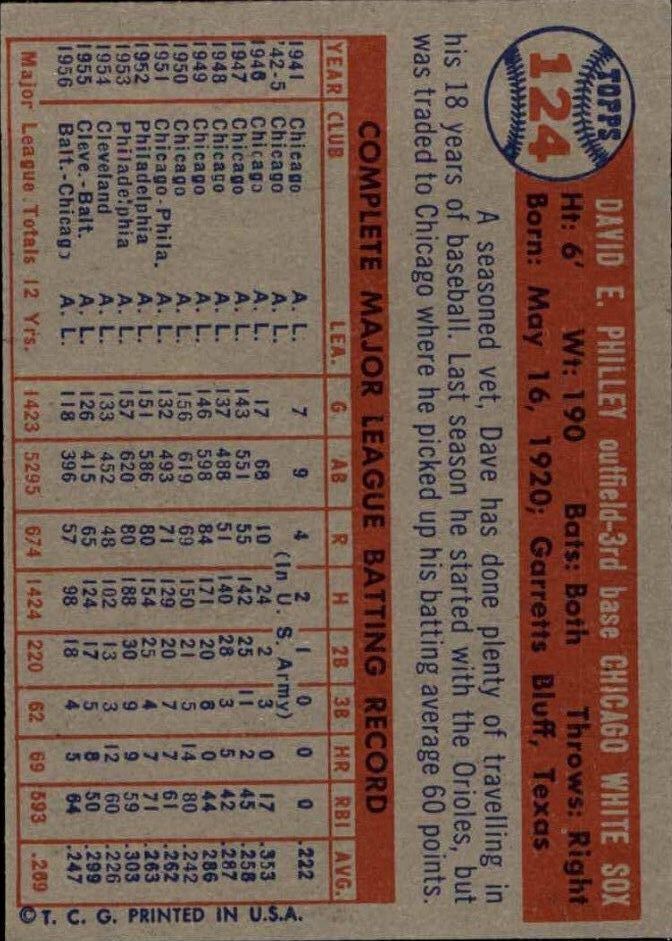 TOPPS
124
DAVID E. PHILLEY outfield-3rd base CHICAGO WHITE SOX
Ht: 6' Wt: 190 Bats: Both Throws: Right
Born: May 16, 1920; Garretts Bluff, Texas
A seasoned vet, Dave has done plenty of travelling in
his 18 years of baseball. Last season he started with the Orioles, but
was traded to Chicago where he picked up his batting average 60 points.
COMPLETE MAJOR LEAGUE BATTING RECORD
YEAR CLUB LEA. G AB R H 2B 3B HR RBI AVG.
1941 Chicago A. L. 7 9 4 2 1 0 0 0 .222
'42-5 Chicago A. L. (In U. S. Army)
1946 Chicago A. L. 17 68 10 24 2 3 0 17 .353
1947 Chicago A. L. 143 551 55 142 25 11 2 45 .258
1948 Chicago A. L. 137 488 51 140 28 3 5 42 .287
1949 Chicago A. L. 146 598 84 171 20 8 0 44 .286
1950 Chicago A. L. 156 619 69 150 21 5 14 80 .242
1951 Chicago-Phila. A. L. 132 493 71 129 20 7 7 61 .262
1952 Philadelphia A. L. 151 586 80 154 25 4 7 71 .263
1953 Philadelphia A. L. 157 620 80 188 30 9 9 59 .303
1954 Cleveland A. L. 133 452 48 102 13 3 12 60 .226
1955 Cleve.-Balt. A. L. 126 415 65 124 17 5 8 50 .299
1956 Balt.-Chicago A. L. 118 396 57 98 18 4 5 64 .247
Major League Totals 12 Yrs. 1423 5295 674 1424 220 62 69 593 .269
© T. C. G. PRINTED IN U.S.A.